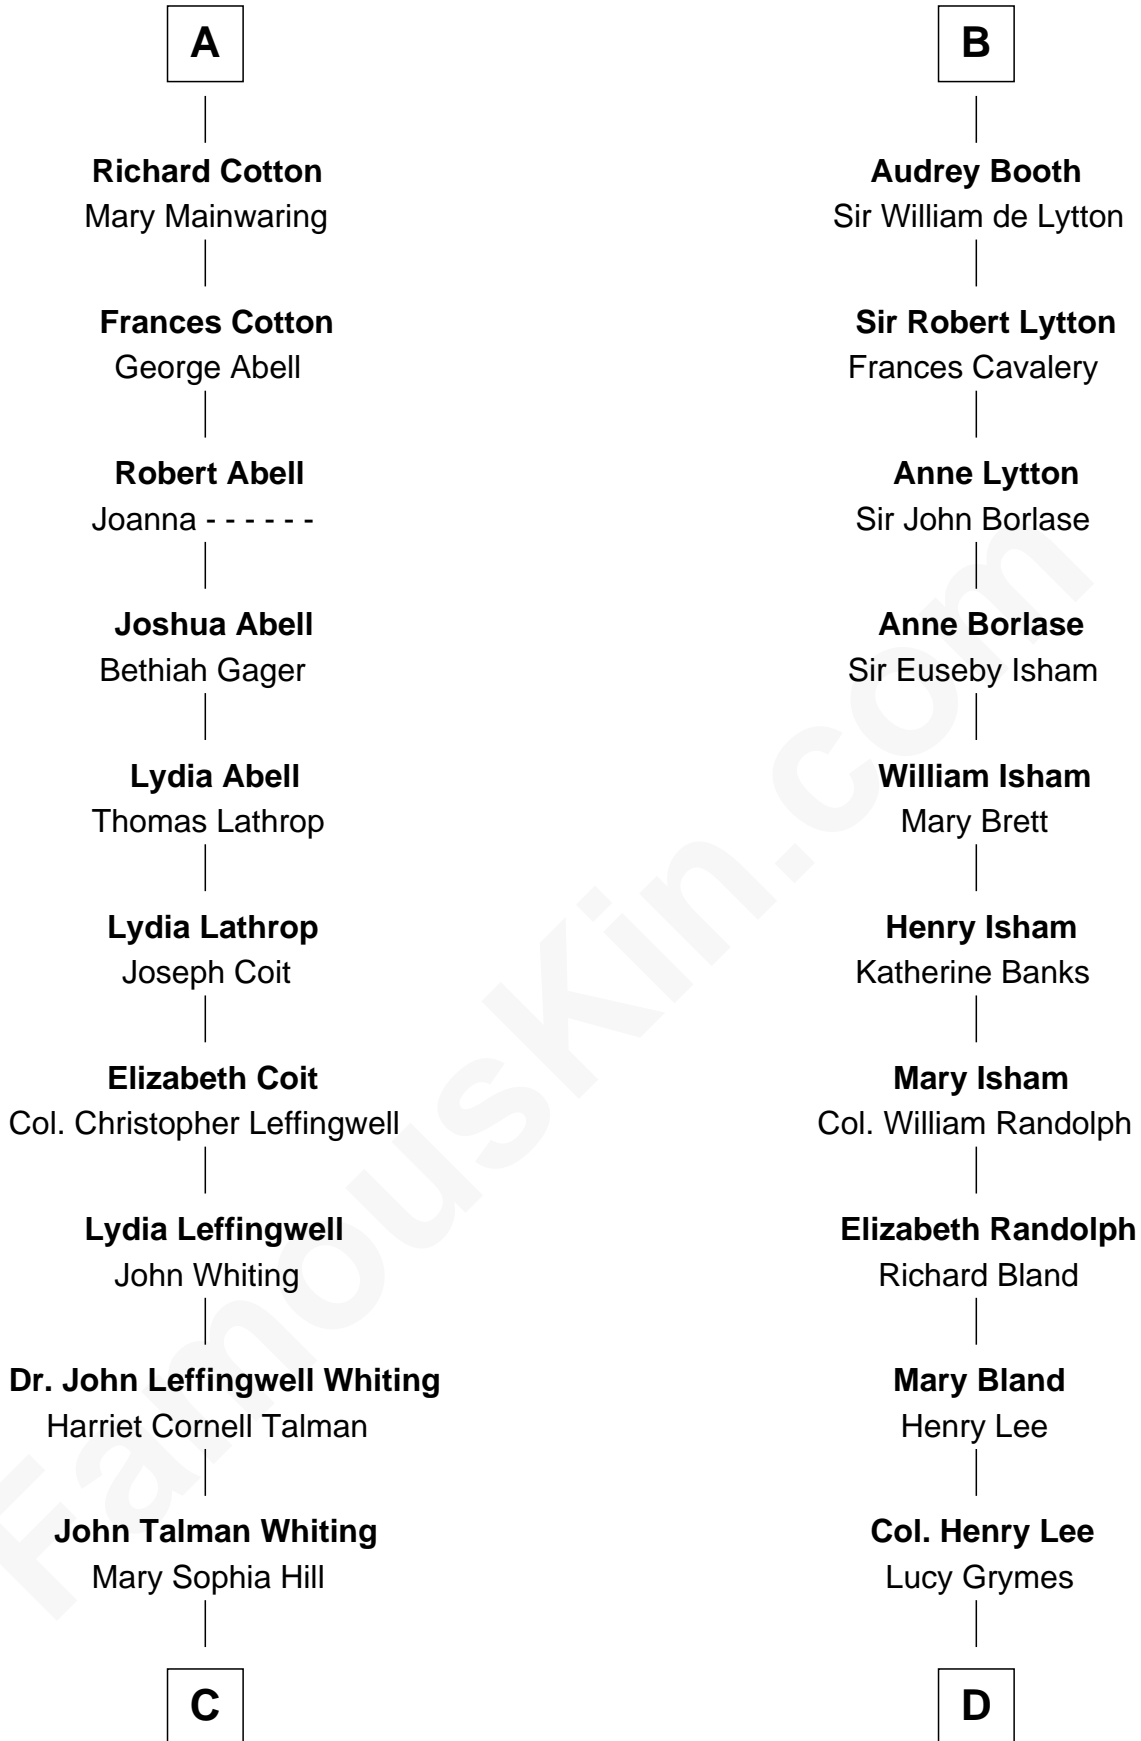 A
Richard Cotton
Mary Mainwaring
Frances Cotton
George Abell
Robert Abell
Joanna - - - - - -
Joshua Abell
Bethiah Gager
Lydia Abell
Thomas Lathrop
Lydia Lathrop
Joseph Coit
Elizabeth Coit
Col. Christopher Leffingwell
Lydia Leffingwell
John Whiting
Dr. John Leffingwell Whiting
Harriet Cornell Talman
John Talman Whiting
Mary Sophia Hill
C
B
Audrey Booth
Sir William de Lytton
Sir Robert Lytton
Frances Cavalery
Anne Lytton
Sir John Borlase
Anne Borlase
Sir Euseby Isham
William Isham
Mary Brett
Henry Isham
Katherine Banks
Mary Isham
Col. William Randolph
Elizabeth Randolph
Richard Bland
Mary Bland
Henry Lee
Col. Henry Lee
Lucy Grymes
D
FamousKin.com